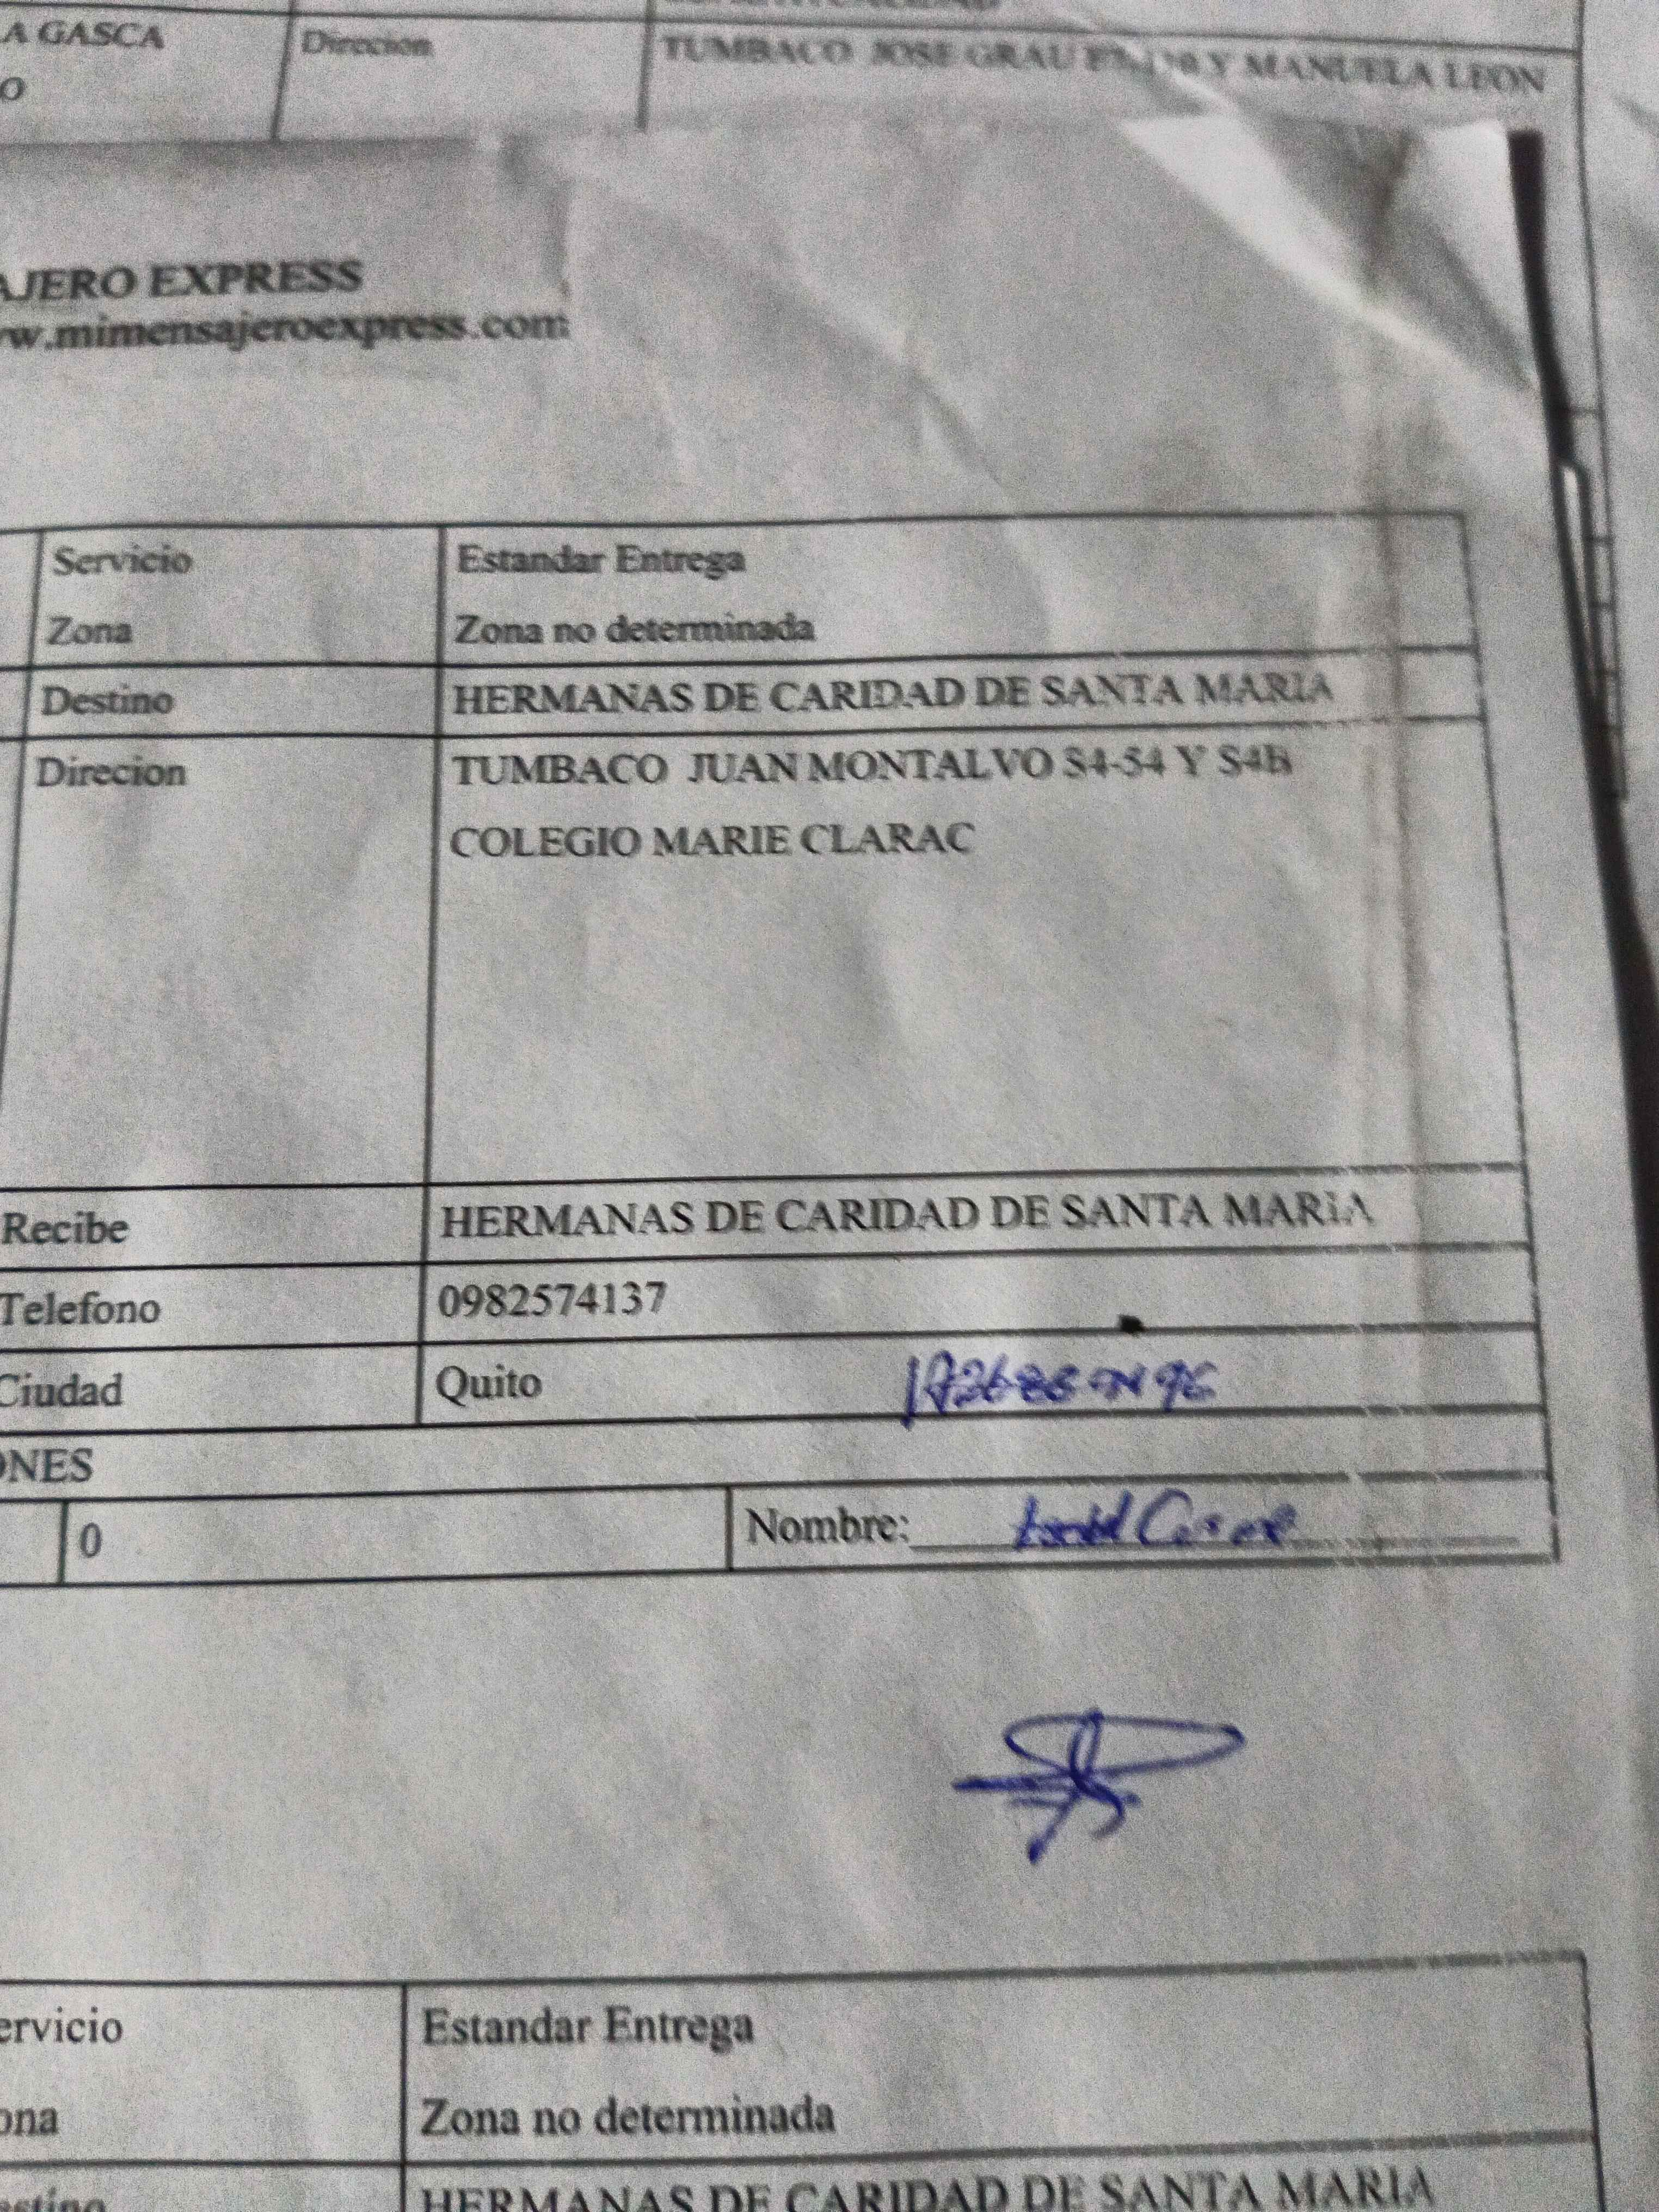 A GASCA Direcion TUMBACO JOSE GRAU Y MANUELA LEON
O
AJERO EXPRESS
w.mimensajeroexpress.com
Servicio Estandar Entrega
Zona Zona no determinada
Destino HERMANAS DE CARIDAD DE SANTA MARIA
Direcion TUMBACO JUAN MONTALVO S4-54 Y S4B
COLEGIO MARIE CLARAC
Recibe HERMANAS DE CARIDAD DE SANTA MARIA
Telefono 0982574137
Ciudad Quito
ONES
0 Nombre:
ervicio Estandar Entrega
ona Zona no determinada
estino HERMANAS DE CARIDAD DE SANTA MARIA